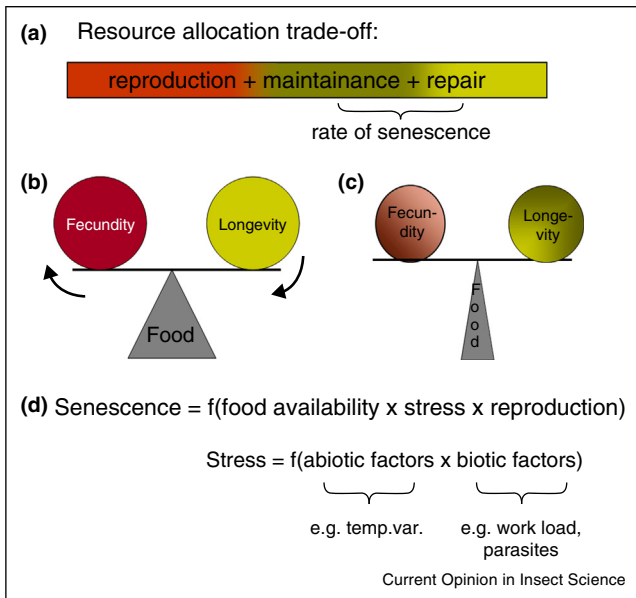 (a) Resource allocation trade-off:
reproduction + maintainance + repair
rate of senescence
(b)
Fecundity
Longevity
Food
(c)
Fecun-
dity
Longe-
vity
Food
(d) Senescence = f(food availability x stress x reproduction)
Stress = f(abiotic factors x biotic factors)
e.g. temp.var.
e.g. work load,
parasites
Current Opinion in Insect Science